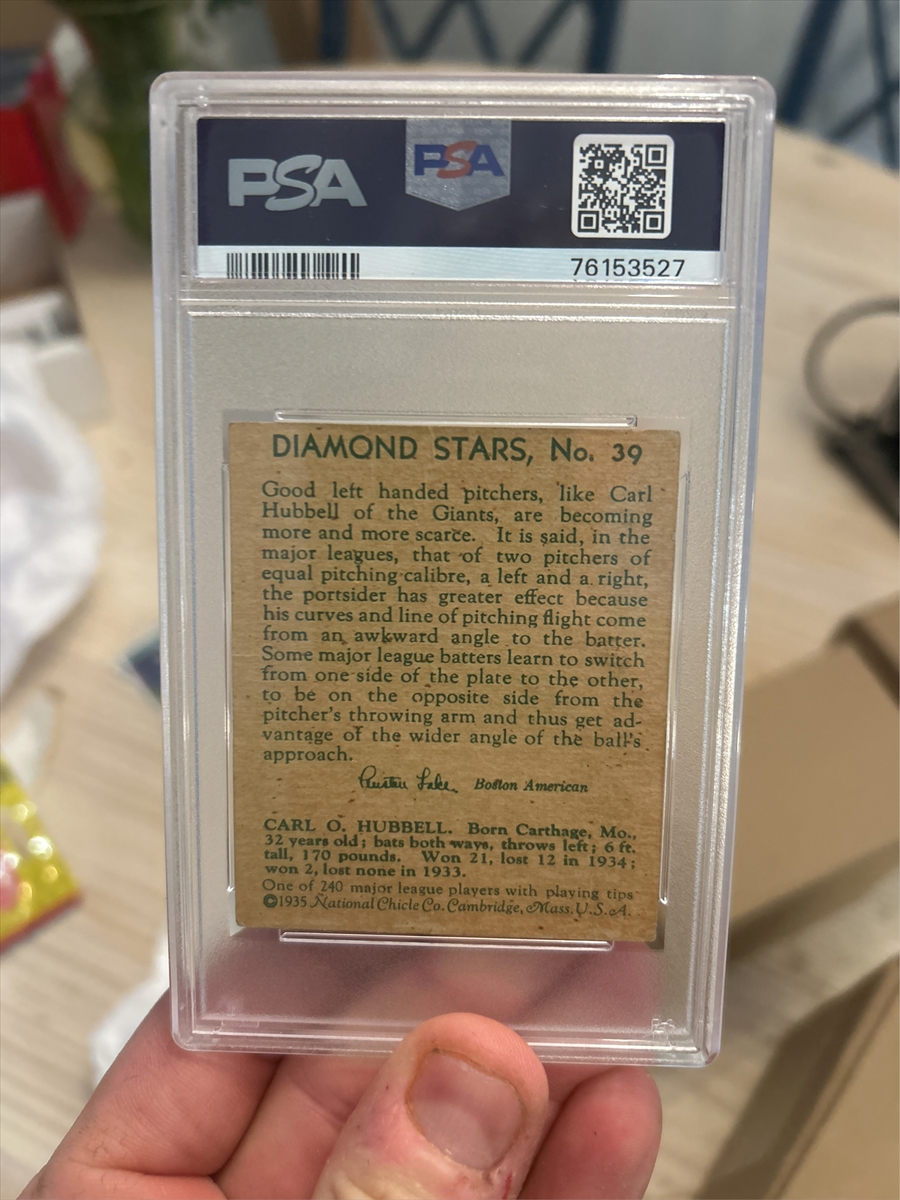 PSA
PSA
76153527
DIAMOND STARS, No. 39
Good left handed pitchers, like Carl
Hubbell of the Giants, are becoming
more and more scarce. It is said, in the
major leagues, that of two pitchers of
equal pitching calibre, a left and a right,
the portsider has greater effect because
his curves and line of pitching flight come
from an awkward angle to the batter.
Some major league batters learn to switch
from one side of the plate to the other,
to be on the opposite side from the
pitcher's throwing arm and thus get ad-
vantage of the wider angle of the ball's
approach.
Austen Lake Boston American
CARL O. HUBBELL. Born Carthage, Mo.,
32 years old; bats both ways, throws left; 6 ft.
tall, 170 pounds. Won 21, lost 12 in 1934;
won 2, lost none in 1933.
One of 240 major league players with playing tips
©1935 National Chicle Co. Cambridge, Mass. U.S.A.